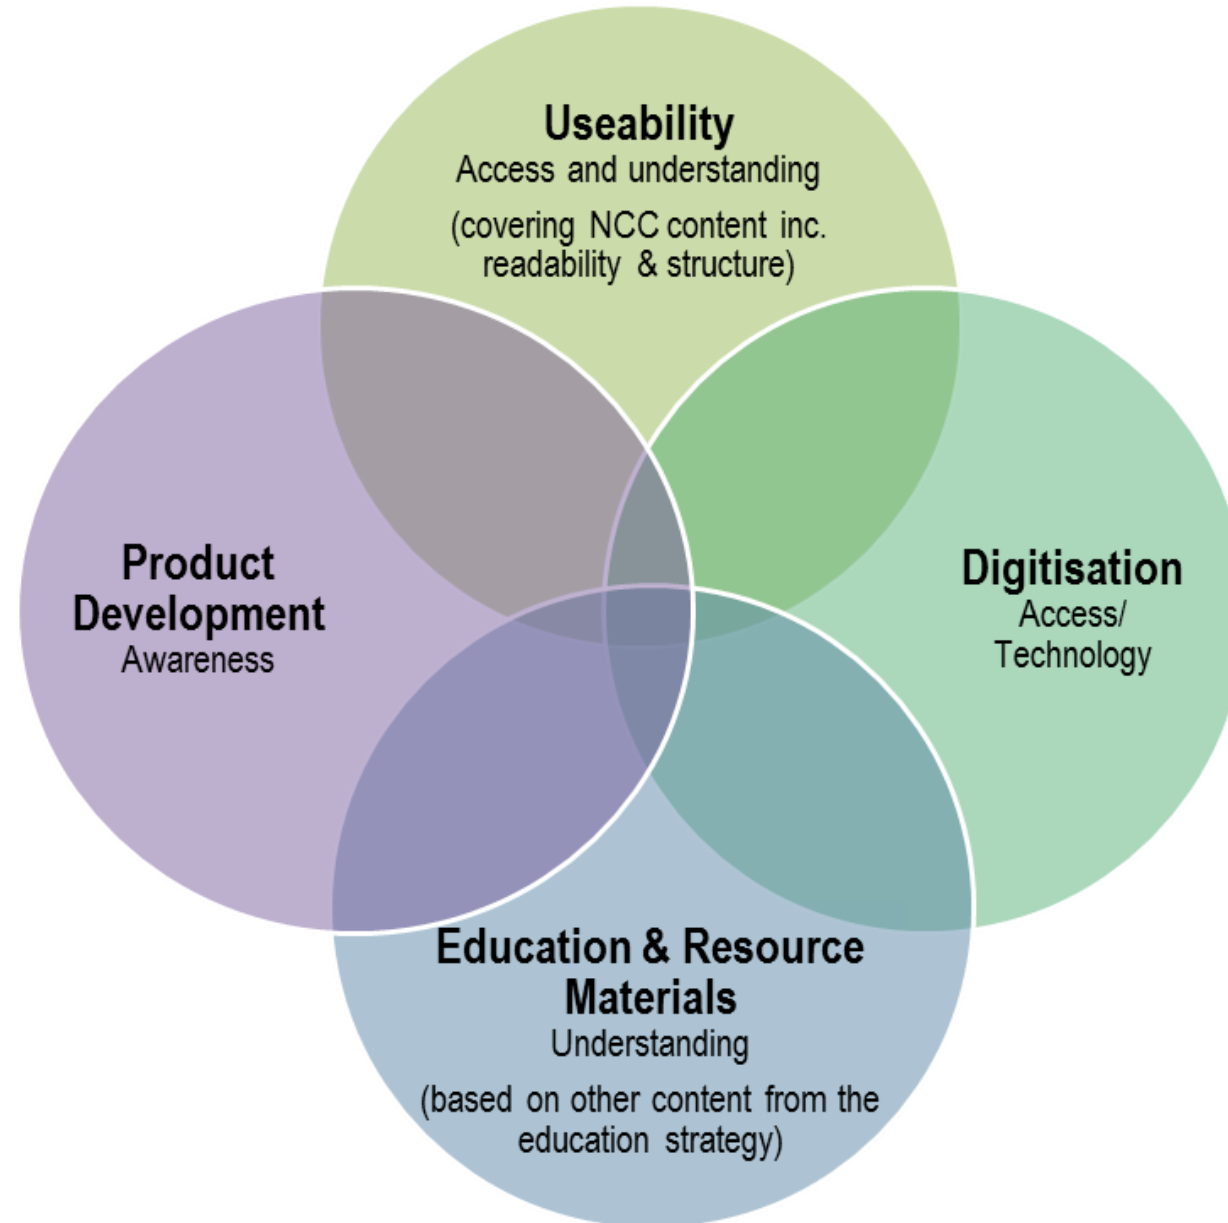 Useability
Access and understanding
(covering NCC content inc.
readability & structure)
Product
Development
Awareness
Digitisation
Access/
Technology
Education & Resource
Materials
Understanding
(based on other content from the
education strategy)